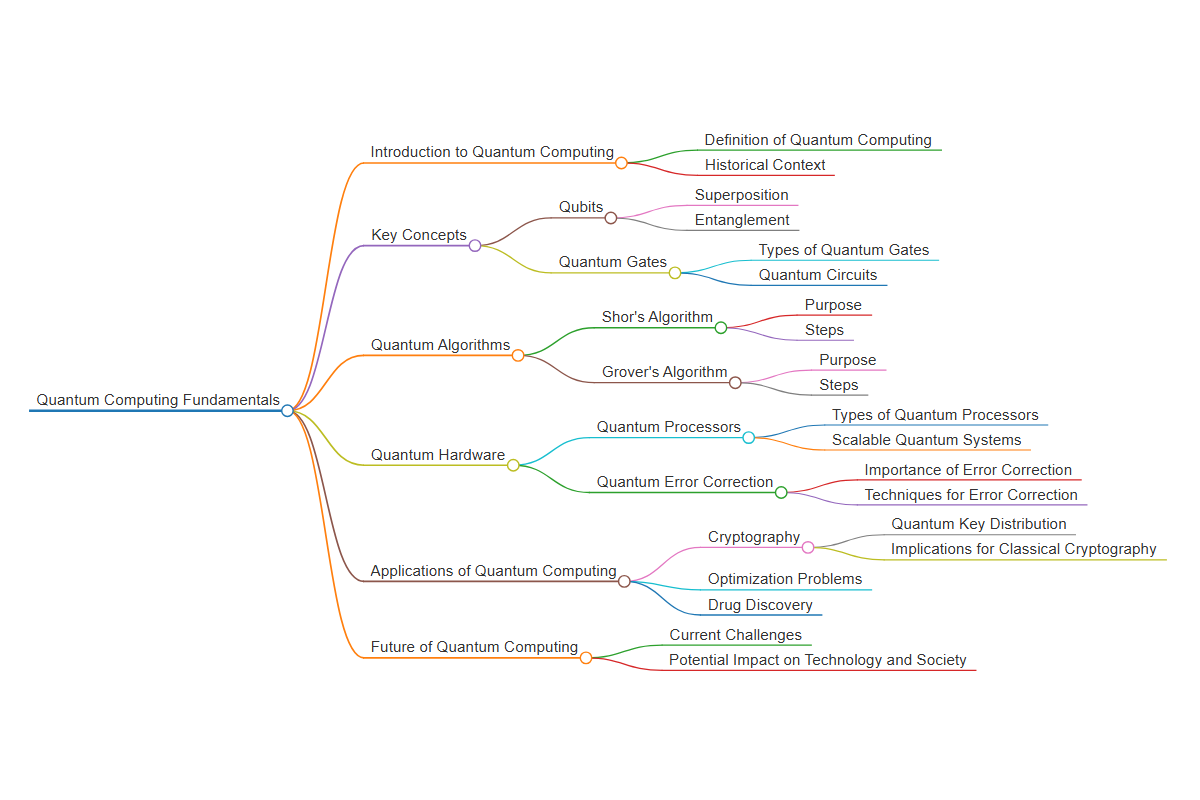 Quantum Computing Fundamentals
Introduction to Quantum Computing
Definition of Quantum Computing
Historical Context
Key Concepts
Qubits
Superposition
Entanglement
Quantum Gates
Types of Quantum Gates
Quantum Circuits
Quantum Algorithms
Shor's Algorithm
Purpose
Steps
Grover's Algorithm
Purpose
Steps
Quantum Hardware
Quantum Processors
Types of Quantum Processors
Scalable Quantum Systems
Quantum Error Correction
Importance of Error Correction
Techniques for Error Correction
Applications of Quantum Computing
Cryptography
Quantum Key Distribution
Implications for Classical Cryptography
Optimization Problems
Drug Discovery
Future of Quantum Computing
Current Challenges
Potential Impact on Technology and Society